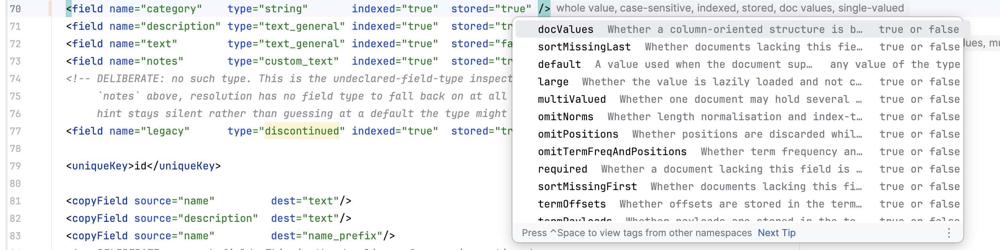 70 <field name="category" type="string" indexed="true" stored="true" /> whole value, case-sensitive, indexed, stored, doc values, single-valued
71 <field name="description" type="text_general" indexed="true" stored="tr
72 <field name="text" type="text_general" indexed="true" stored="fa
73 <field name="notes" type="custom_text" indexed="true" stored="tr
74 <!-- DELIBERATE: no such type. This is the undeclared-field-type inspect
75 `notes` above, resolution has no field type to fall back on at all
76 hint stays silent rather than guessing at a default the type might
77 <field name="legacy" type="discontinued" indexed="true" stored="tr
78
79 <uniqueKey>id</uniqueKey>
80
81 <copyField source="name" dest="text"/>
82 <copyField source="description" dest="text"/>
83 <copyField source="name" dest="name_prefix"/>
docValues Whether a column-oriented structure is b… true or false
sortMissingLast Whether documents lacking this fie… true or false
default A value used when the document sup… any value of the type
large Whether the value is lazily loaded and not c… true or false
multiValued Whether one document may hold several … true or false
omitNorms Whether length normalisation and index-t… true or false
omitPositions Whether positions are discarded whil… true or false
omitTermFreqAndPositions Whether term frequency an… true or false
required Whether a document lacking this field is … true or false
sortMissingFirst Whether documents lacking this fi… true or false
termOffsets Whether offsets are stored in the term… true or false
termPayloads Whether payloads are stored in the te… true or false
Press ^Space to view tags from other namespaces Next Tip
lues, mu